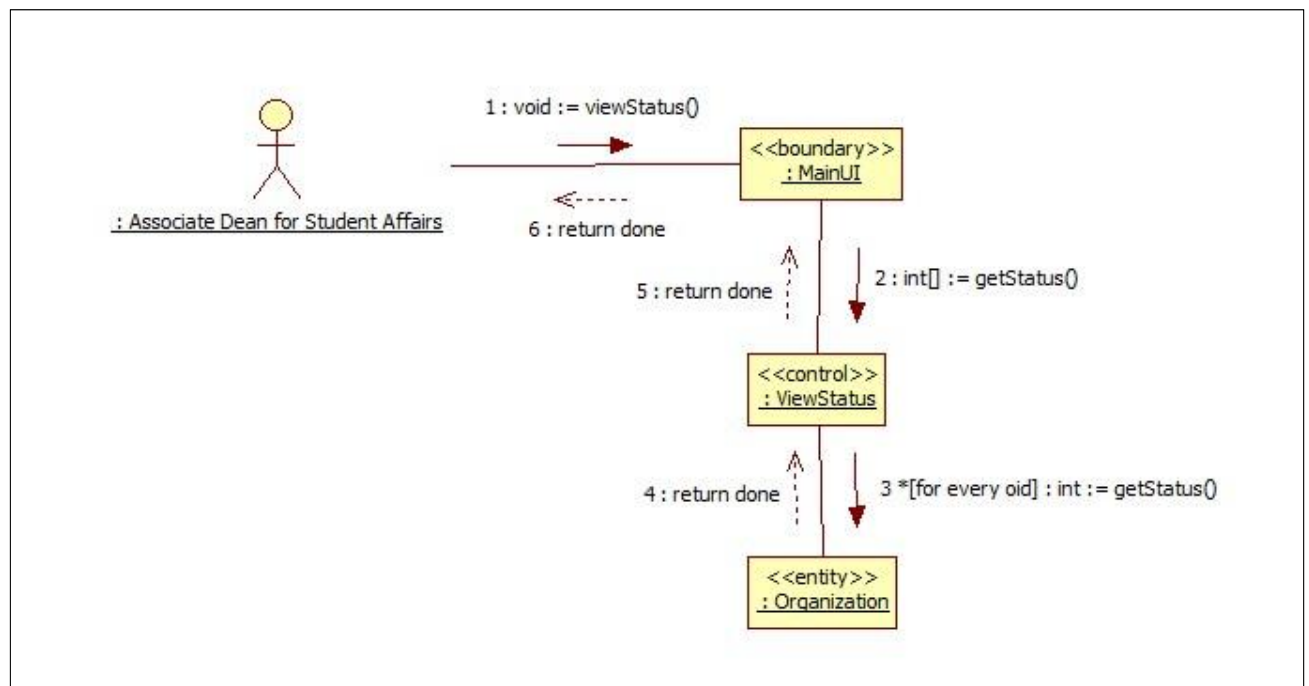 1 : void := viewStatus()
<<boundary>>
: MainUI
: Associate Dean for Student Affairs
6 : return done
5 : return done
2 : int[] := getStatus()
<<control>>
: ViewStatus
4 : return done
3 *[for every oid] : int := getStatus()
<<entity>>
: Organization